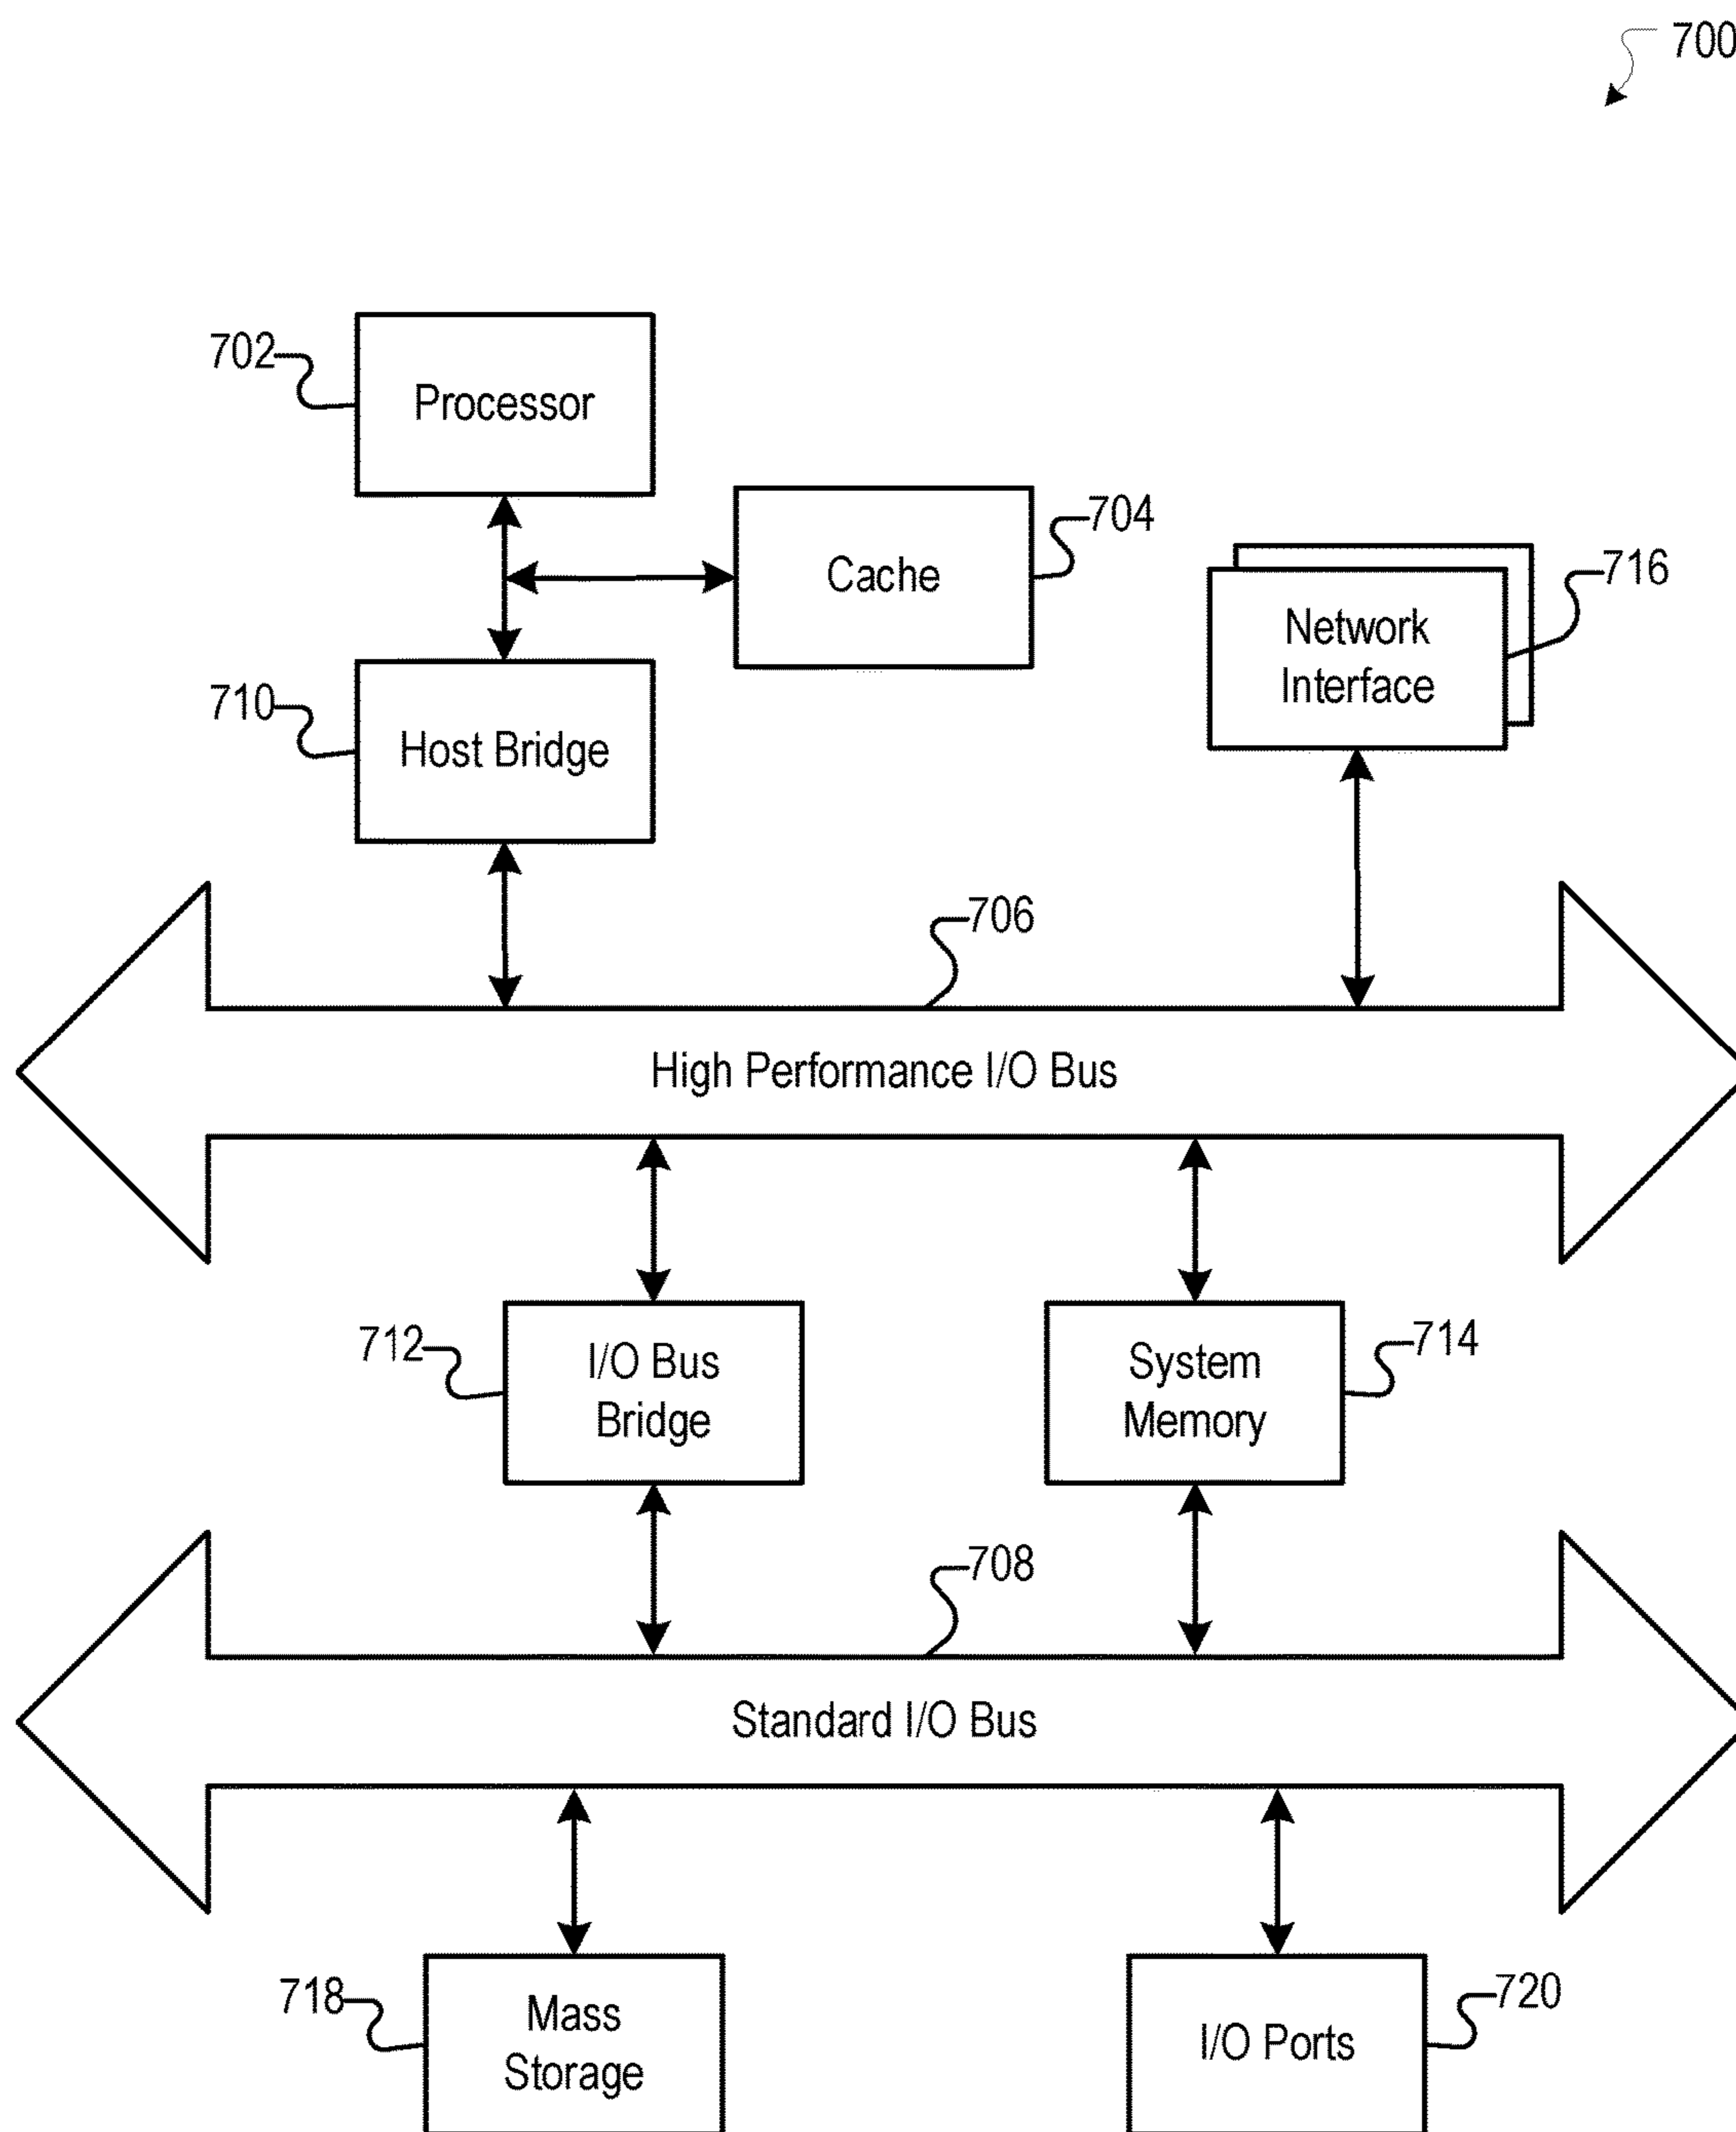 700
702
Processor
704
Cache
716
Network
Interface
710
Host Bridge
706
High Performance I/O Bus
712
I/O Bus
Bridge
714
System
Memory
708
Standard I/O Bus
718
Mass
Storage
720
I/O Ports